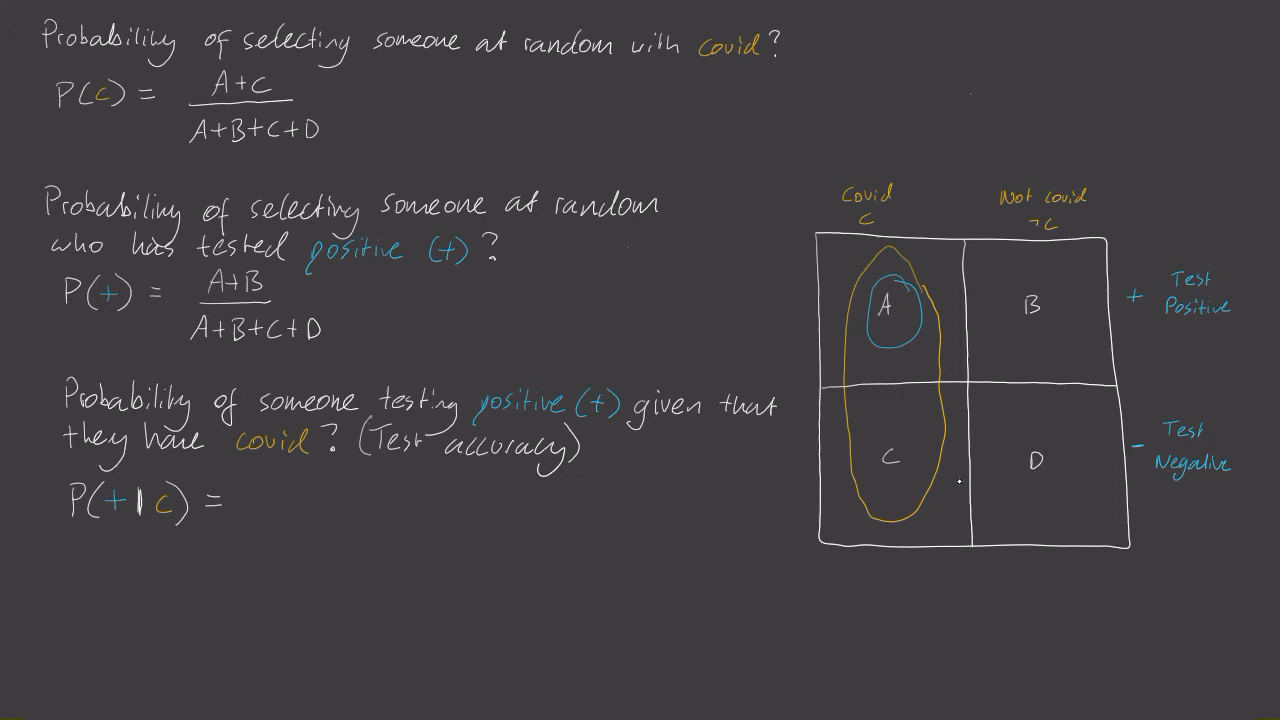 Probability of selecting someone at random with covid?
P(c) = A+C
A+B+C+D
Probability of selecting someone at random
who has tested positive (+)?
P(+) = A+B
A+B+C+D
Probability of someone testing positive (+) given that
they have covid? (Test accuracy)
P(+|c) =
Covid
C
Not covid
¬C
A
B
+ Test
Positive
C
D
- Test
Negative